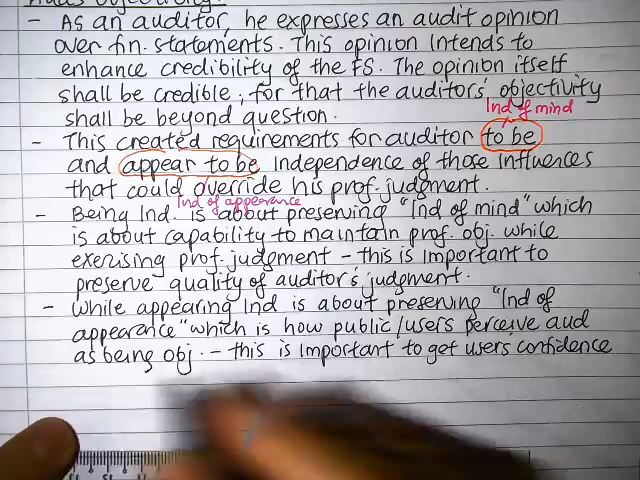 - As an auditor, he expresses an audit opinion
over fin. statements. This opinion intends to
enhance credibility of the FS. The opinion itself
shall be credible, for that the auditors' objectivity
shall be beyond question.
Ind of mind
- This created requirements for auditor to be
and appear to be independence of those influences
that could override his prof. judgment.
Ind of appearance
- Being Ind. is about preserving "Ind of mind" which
is about capability to maintain prof. obj. while
exerising prof. judgment - this is important to
preserve quality of auditor's judgment.
- While appearing Ind is about preserving "Ind of
appearance" which is how public/users perceive aud
as being obj. - this is important to get users confidence